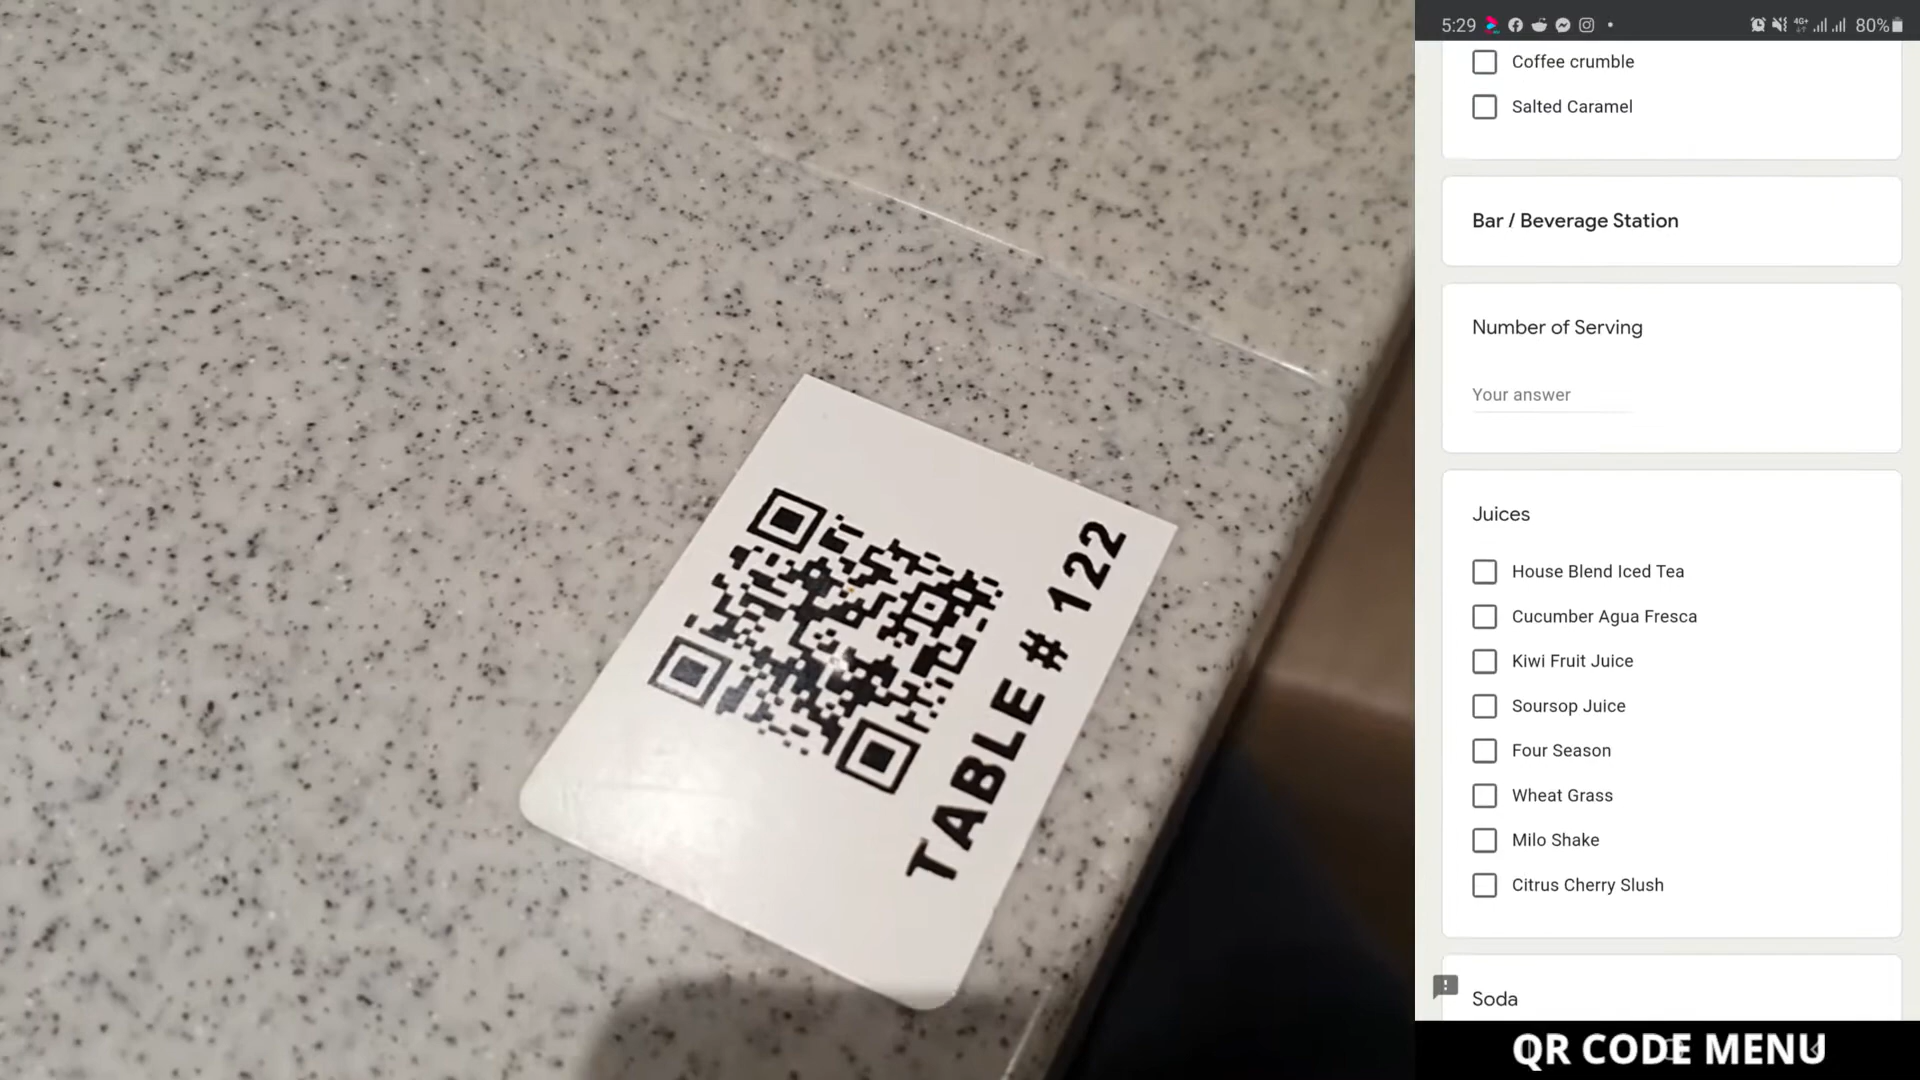 TABLE # 122
5:29
4G+
80%
Coffee crumble
Salted Caramel
Bar / Beverage Station
Number of Serving
Your answer
Juices
House Blend Iced Tea
Cucumber Agua Fresca
Kiwi Fruit Juice
Soursop Juice
Four Season
Wheat Grass
Milo Shake
Citrus Cherry Slush
Soda
QR CODE MENU